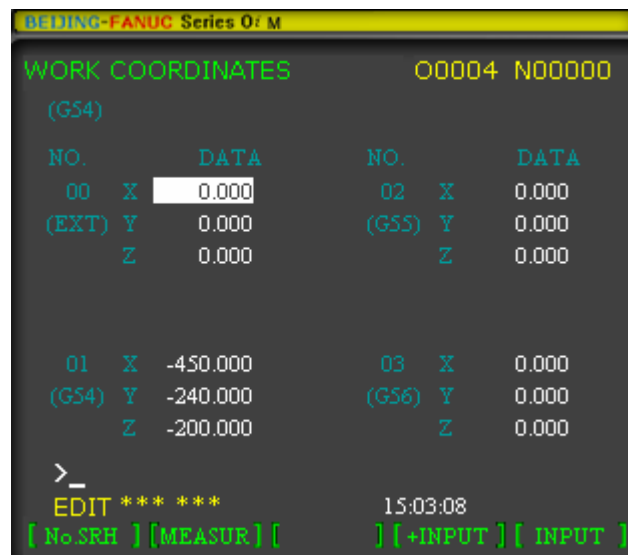 BEIJING-FANUC Series 0i M
WORK COORDINATES O0004 N00000
(G54)
NO. DATA NO. DATA
00 X 0.000 02 X 0.000
(EXT) Y 0.000 (G55) Y 0.000
Z 0.000 Z 0.000
01 X -450.000 03 X 0.000
(G54) Y -240.000 (G56) Y 0.000
Z -200.000 Z 0.000
>_
EDIT *** *** 15:03:08
[ No.SRH ] [MEASUR] [ ] [ +INPUT ] [ INPUT ]